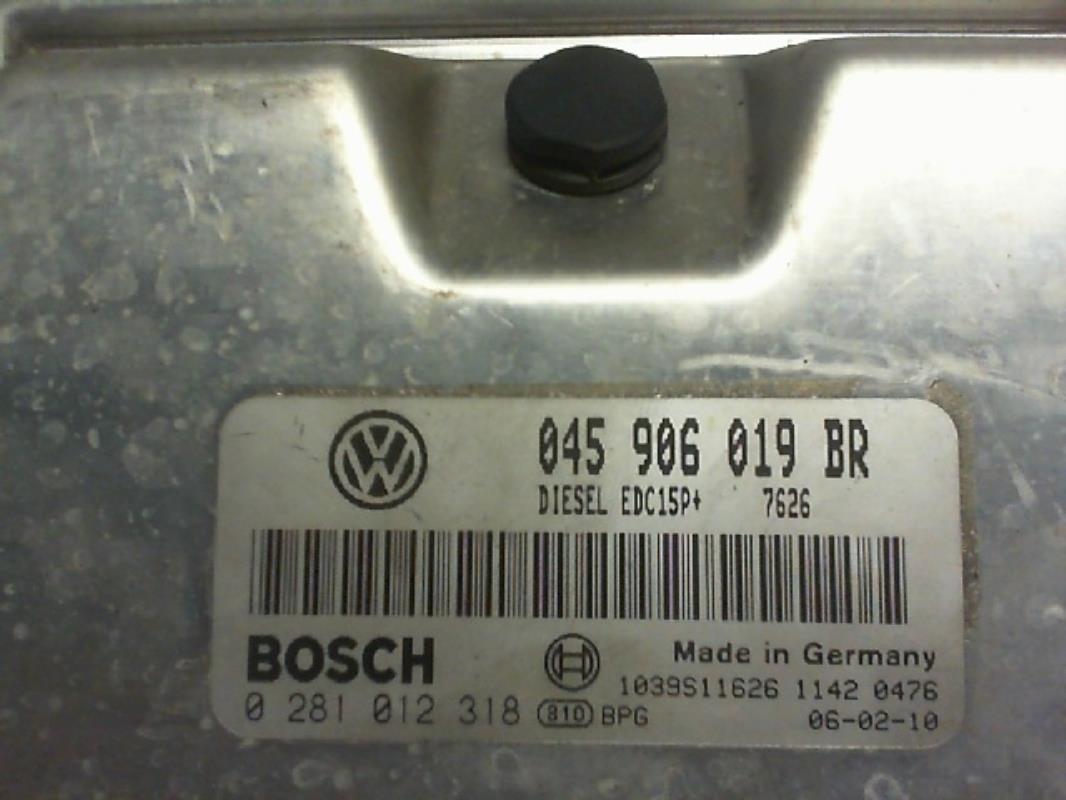 VW
045 906 019 BR
DIESEL EDC15P+ 7626
BOSCH
Made in Germany
1039S11626 1142 0476
0 281 012 318 810 BPG
06-02-10